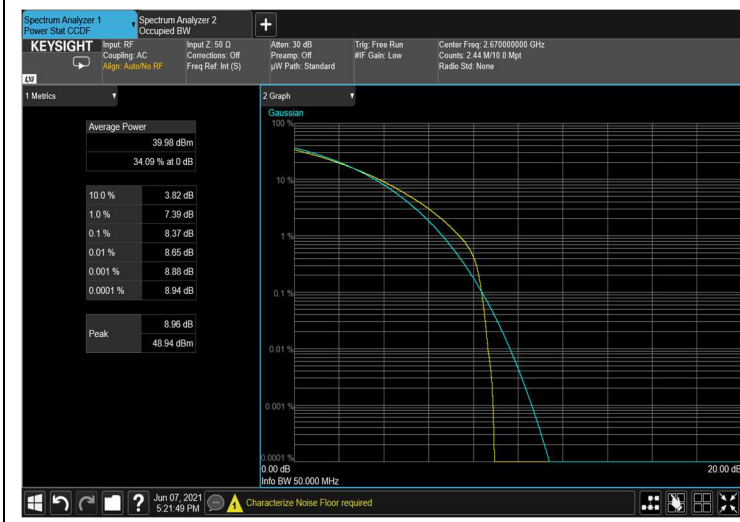 Spectrum Analyzer 1
Power Stat CCDF
Spectrum Analyzer 2
Occupied BW
KEYSIGHT
LXI
Input: RF
Coupling: AC
Align: Auto/No RF
Input Z: 50 Ω
Corrections: Off
Freq Ref: Int (S)
Atten: 30 dB
Preamp: Off
µW Path: Standard
Trig: Free Run
#IF Gain: Low
Center Freq: 2.670000000 GHz
Counts: 2.44 M/10.0 Mpt
Radio Std: None
1 Metrics
Average Power
39.98 dBm
34.09 % at 0 dB
10.0 % 3.82 dB
1.0 % 7.39 dB
0.1 % 8.37 dB
0.01 % 8.65 dB
0.001 % 8.88 dB
0.0001 % 8.94 dB
Peak
8.96 dB
48.94 dBm
2 Graph
Gaussian
100 %
10 %
1 %
0.1 %
0.01 %
0.001 %
0.0001 %
0.00 dB
20.00 dB
Info BW 50.000 MHz
?
Jun 07, 2021
5:21:49 PM
1
Characterize Noise Floor required